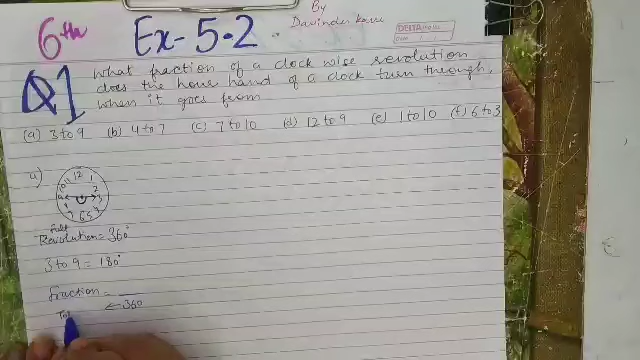 By
Davinder Kaur
6th Ex-5.2.
DELTA
Date
Q1 What fraction of a clock wise revolution
does the hour hand of a clock turn through,
when it goes from
(a) 3 to 9 (b) 4 to 7 (c) 7 to 10 (d) 12 to 9 (e) 1 to 10 (f) 6 to 3
a)
12 1 2 3
Full
Revolution = 360°
3 to 9 = 180°
Fraction =
← 360